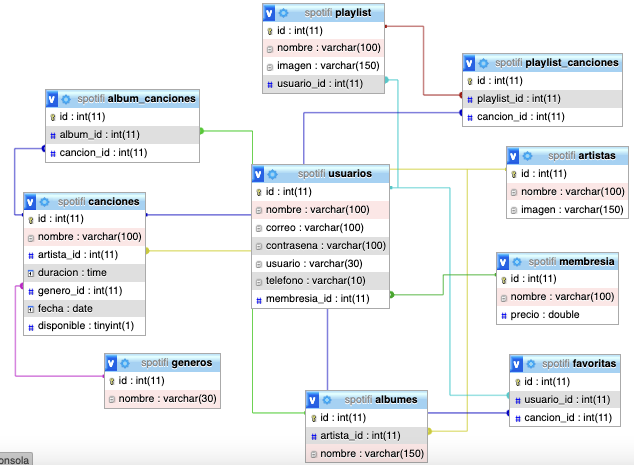 spotifi playlist
id : int(11)
nombre : varchar(100)
imagen : varchar(150)
usuario_id : int(11)
spotifi playlist_canciones
id : int(11)
playlist_id : int(11)
cancion_id : int(11)
spotifi album_canciones
id : int(11)
album_id : int(11)
cancion_id : int(11)
spotifi artistas
id : int(11)
nombre : varchar(100)
imagen : varchar(150)
spotifi usuarios
id : int(11)
nombre : varchar(100)
correo : varchar(100)
contrasena : varchar(100)
usuario : varchar(30)
telefono : varchar(10)
membresia_id : int(11)
spotifi canciones
id : int(11)
nombre : varchar(100)
artista_id : int(11)
duracion : time
genero_id : int(11)
fecha : date
disponible : tinyint(1)
spotifi membresia
id : int(11)
nombre : varchar(100)
precio : double
spotifi generos
id : int(11)
nombre : varchar(30)
spotifi favoritas
id : int(11)
usuario_id : int(11)
cancion_id : int(11)
spotifi albumes
id : int(11)
artista_id : int(11)
nombre : varchar(150)
onsola